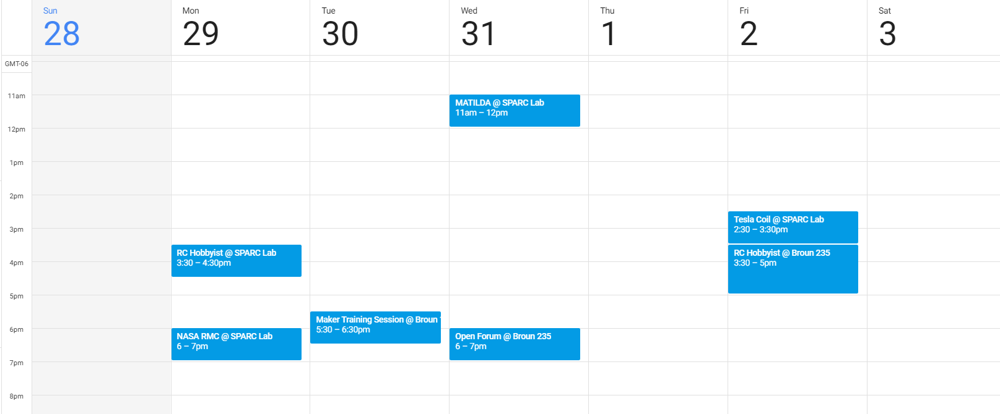 Sun
28
Mon
29
Tue
30
Wed
31
Thu
1
Fri
2
Sat
3
GMT-06
11am
12pm
1pm
2pm
3pm
4pm
5pm
6pm
7pm
8pm
RC Hobbyist @ SPARC Lab
3:30 – 4:30pm
NASA RMC @ SPARC Lab
6 – 7pm
Maker Training Session @ Broun
5:30 – 6:30pm
MATILDA @ SPARC Lab
11am – 12pm
Open Forum @ Broun 235
6 – 7pm
Tesla Coil @ SPARC Lab
2:30 – 3:30pm
RC Hobbyist @ Broun 235
3:30 – 5pm